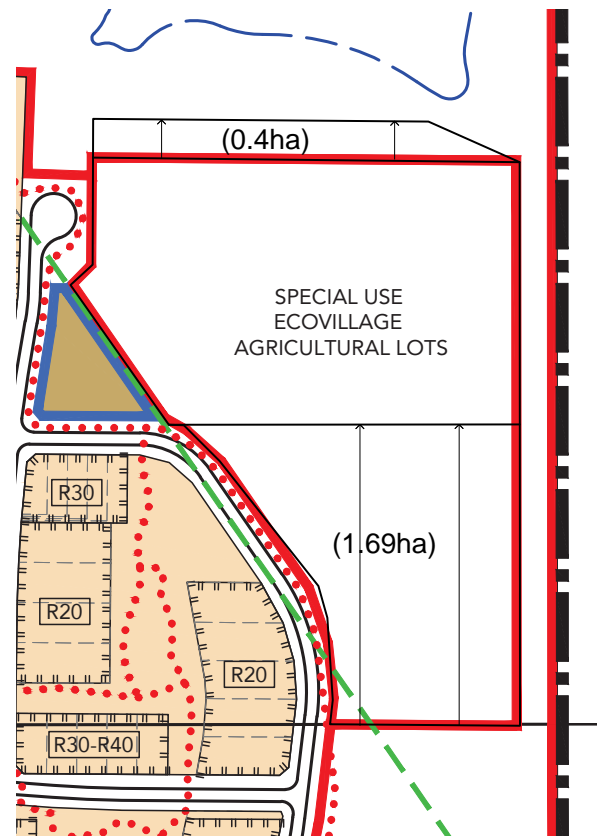 (0.4ha)
SPECIAL USE
ECOVILLAGE
AGRICULTURAL LOTS
R30
(1.69ha)
R20
R20
R30-R40